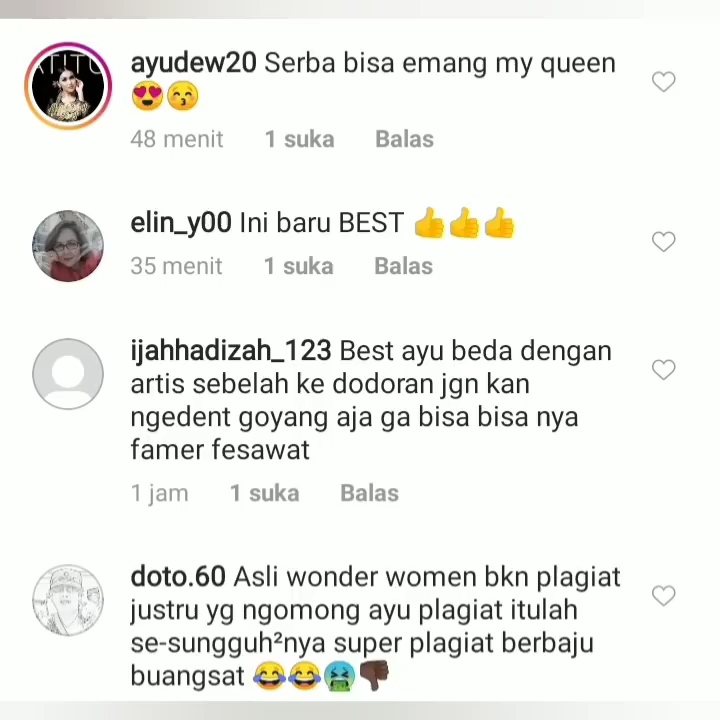 ATITU
ayudew20 Serba bisa emang my queen
😍😚
48 menit 1 suka Balas
elin_y00 Ini baru BEST 👍👍👍
35 menit 1 suka Balas
ijahhadizah_123 Best ayu beda dengan
artis sebelah ke dodoran jgn kan
ngedent goyang aja ga bisa bisa nya
famer fesawat
1 jam 1 suka Balas
doto.60 Asli wonder women bkn plagiat
justru yg ngomong ayu plagiat itulah
se-sungguh²nya super plagiat berbaju
buangsat 😂😂🤮👎🏿